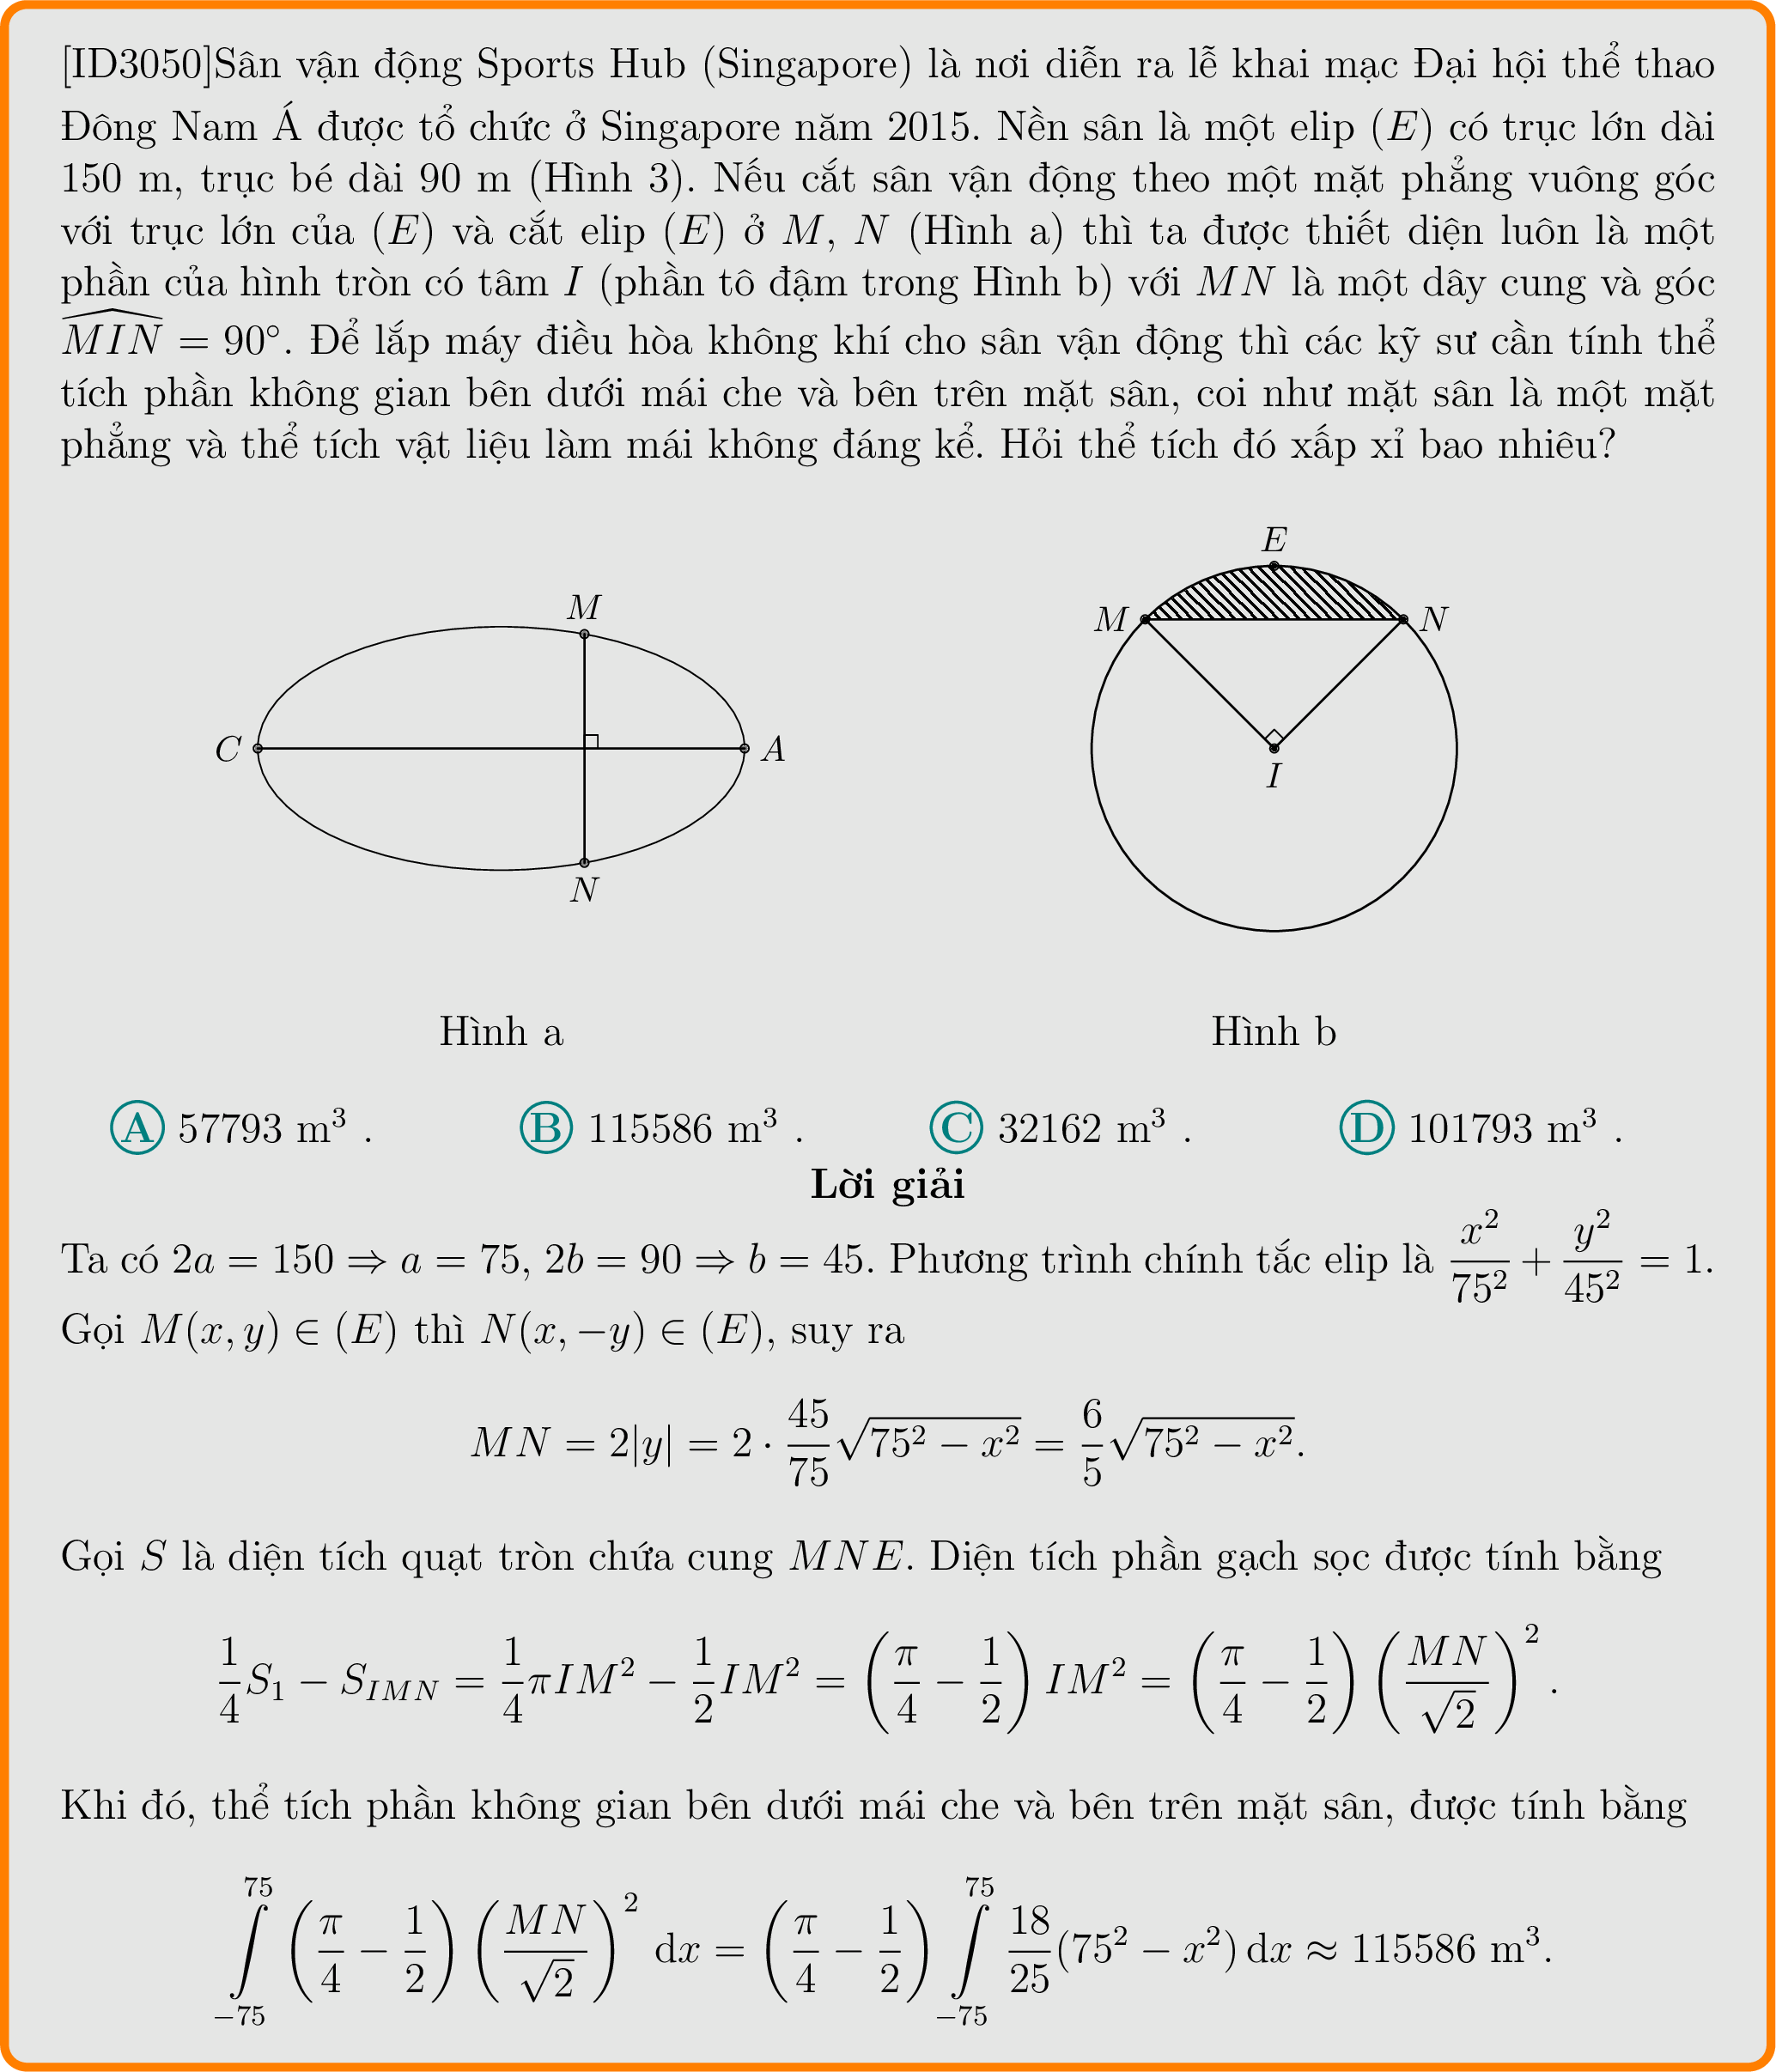 [ID3050]Sân vận động Sports Hub (Singapore) là nơi diễn ra lễ khai mạc Đại hội thể thao
Đông Nam Á được tổ chức ở Singapore năm 2015. Nền sân là một elip (E) có trục lớn dài
150 m, trục bé dài 90 m (Hình 3). Nếu cắt sân vận động theo một mặt phẳng vuông góc
với trục lớn của (E) và cắt elip (E) ở M, N (Hình a) thì ta được thiết diện luôn là một
phần của hình tròn có tâm I (phần tô đậm trong Hình b) với MN là một dây cung và góc
$\widehat{MIN} = 90^\circ$. Để lắp máy điều hòa không khí cho sân vận động thì các kỹ sư cần tính thể
tích phần không gian bên dưới mái che và bên trên mặt sân, coi như mặt sân là một mặt
phẳng và thể tích vật liệu làm mái không đáng kể. Hỏi thể tích đó xấp xỉ bao nhiêu?
M
C
A
N
E
M
N
I
Hình a
Hình b
A 57793 m³ . B 115586 m³ . C 32162 m³ . D 101793 m³ .
Lời giải
Ta có 2a = 150 ⇒ a = 75, 2b = 90 ⇒ b = 45. Phương trình chính tắc elip là $\frac{x^2}{75^2} + \frac{y^2}{45^2} = 1$.
Gọi M(x, y) ∈ (E) thì N(x, −y) ∈ (E), suy ra
$MN = 2|y| = 2 \cdot \frac{45}{75}\sqrt{75^2 - x^2} = \frac{6}{5}\sqrt{75^2 - x^2}.$
Gọi S là diện tích quạt tròn chứa cung MNE. Diện tích phần gạch sọc được tính bằng
$\frac{1}{4}S_1 - S_{IMN} = \frac{1}{4}\pi IM^2 - \frac{1}{2}IM^2 = \left(\frac{\pi}{4} - \frac{1}{2}\right) IM^2 = \left(\frac{\pi}{4} - \frac{1}{2}\right)\left(\frac{MN}{\sqrt{2}}\right)^2.$
Khi đó, thể tích phần không gian bên dưới mái che và bên trên mặt sân, được tính bằng
$\int\limits_{-75}^{75} \left(\frac{\pi}{4} - \frac{1}{2}\right)\left(\frac{MN}{\sqrt{2}}\right)^2 \mathrm{d}x = \left(\frac{\pi}{4} - \frac{1}{2}\right)\int\limits_{-75}^{75} \frac{18}{25}(75^2 - x^2)\,\mathrm{d}x \approx 115586 \text{ m}^3.$